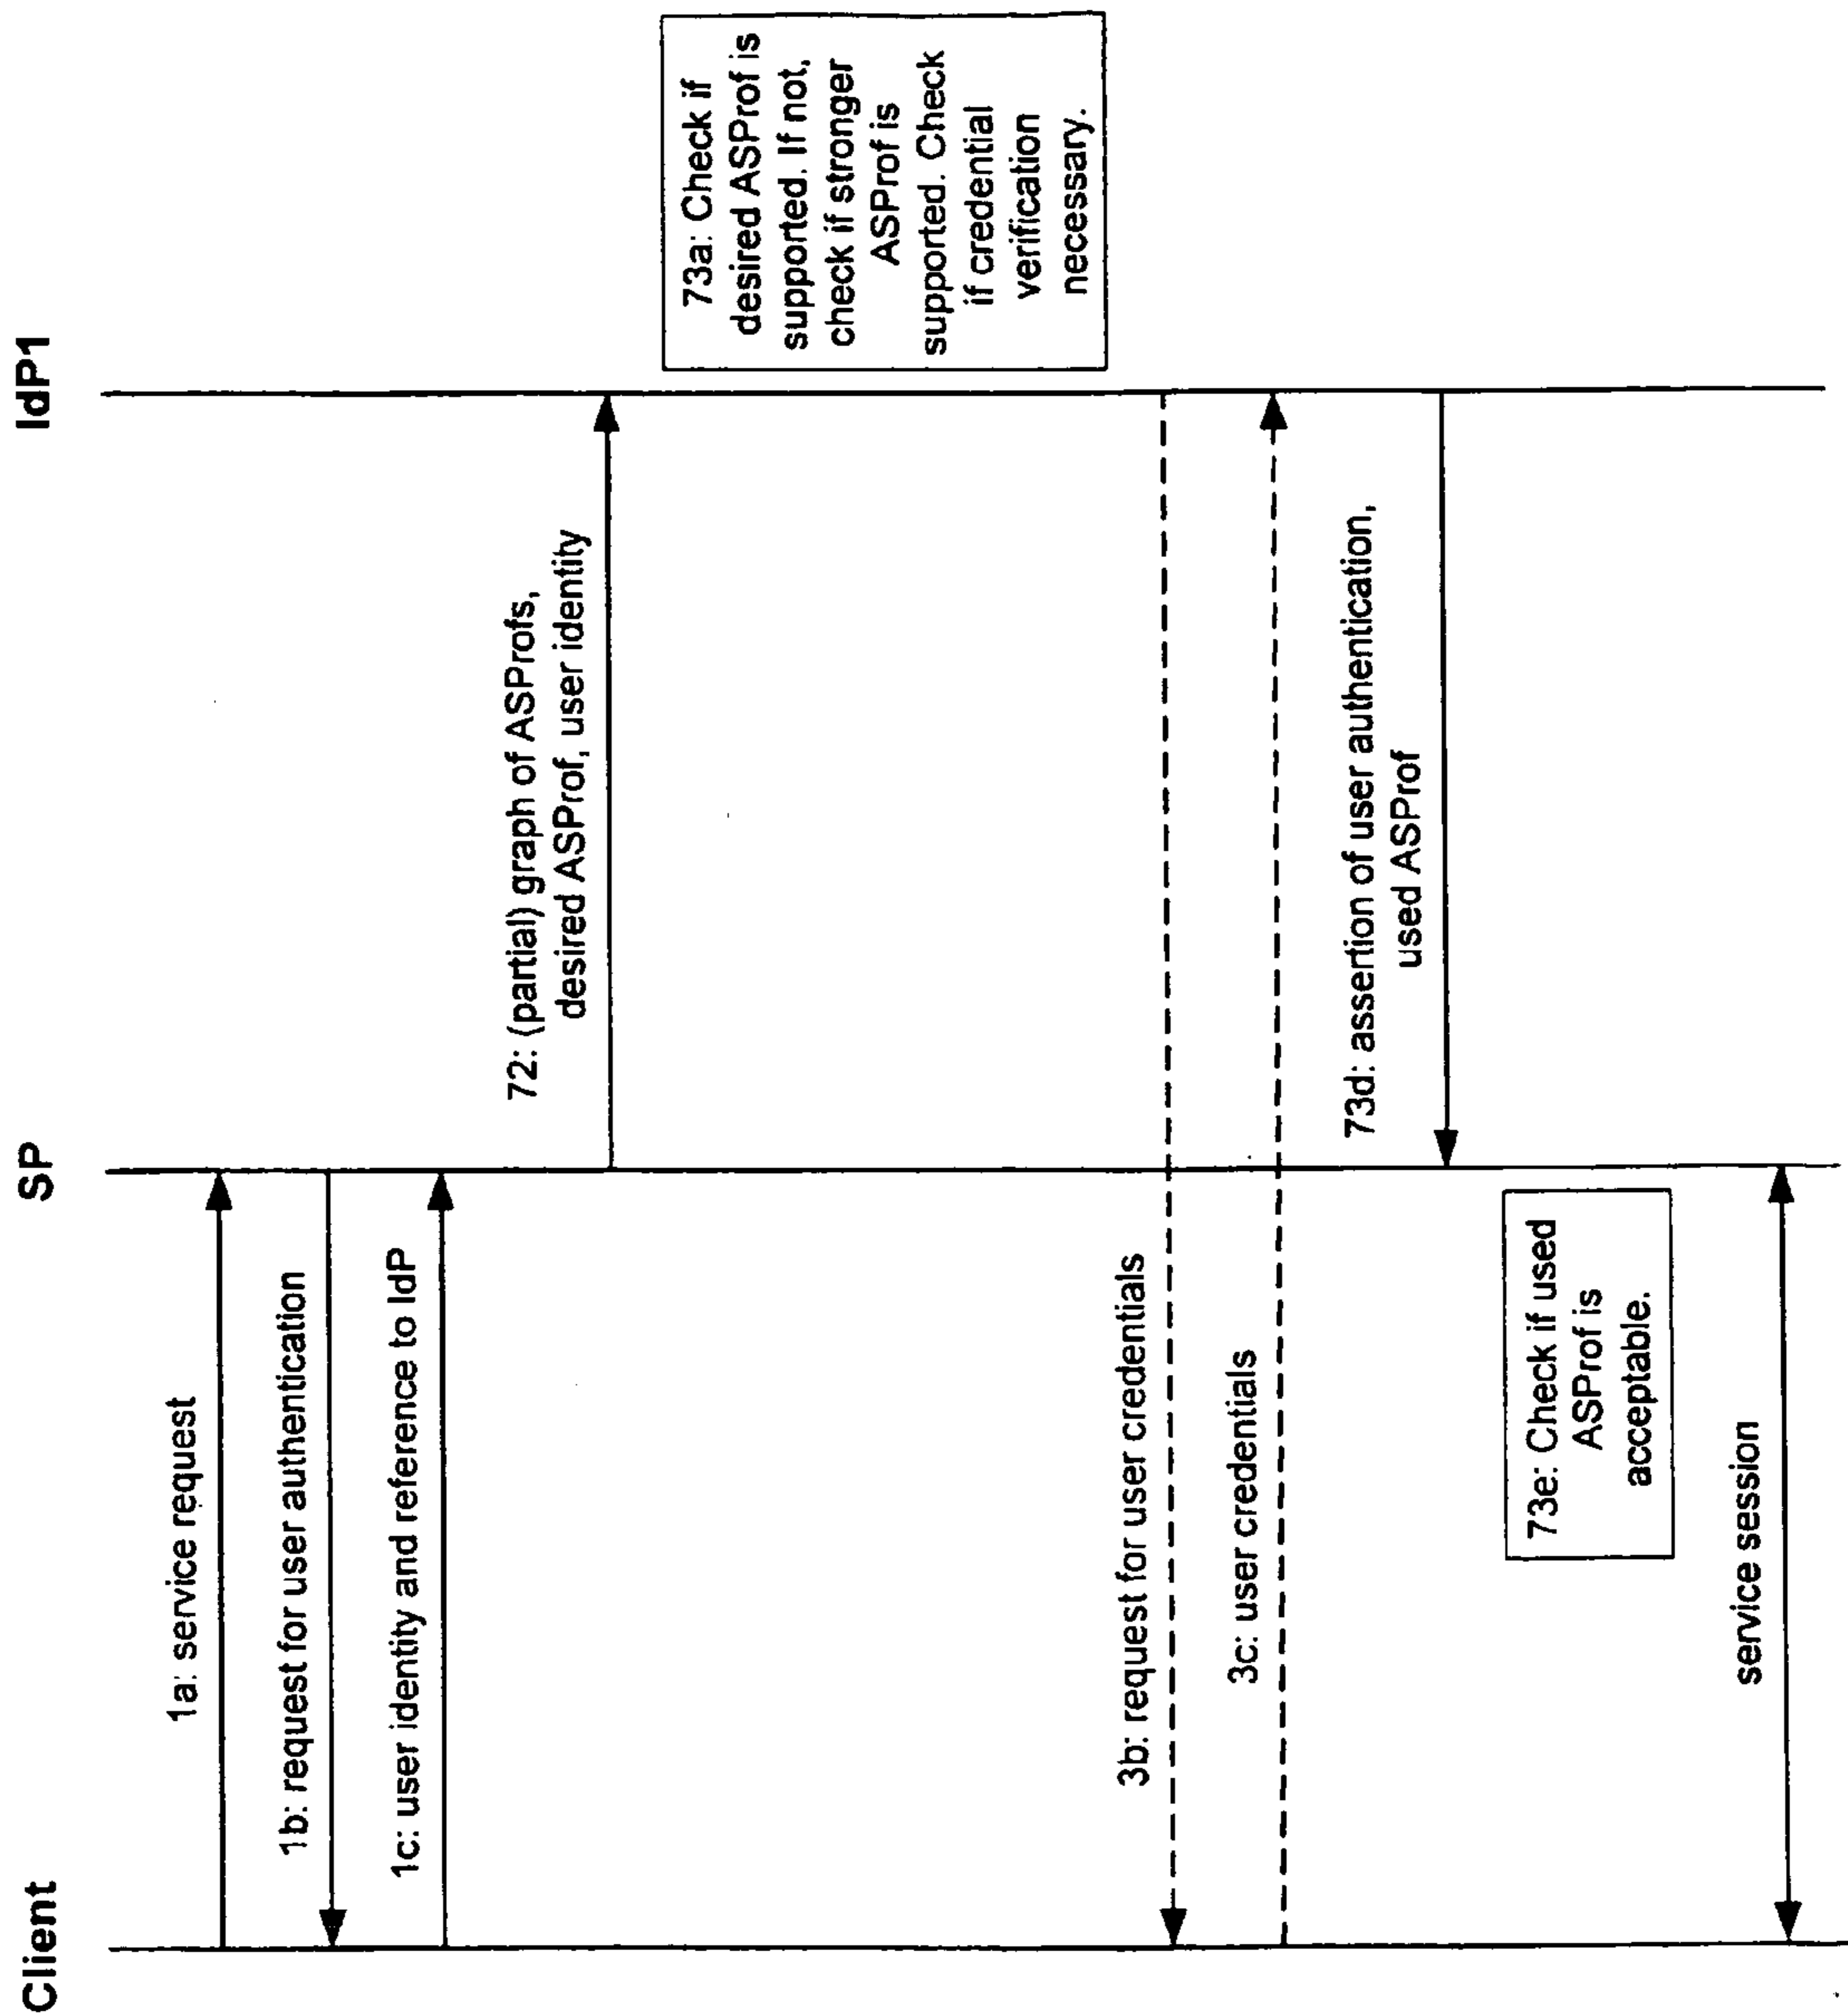 Client
SP
IdP1
1a: service request
1b: request for user authentication
1c: user identity and reference to IdP
72: (partial) graph of ASProfs,
desired ASProf, user identity
73a: Check if
desired ASProf is
supported. If not,
check if stronger
ASProf is
supported. Check
if credential
verification
necessary.
3b: request for user credentials
3c: user credentials
73d: assertion of user authentication,
used ASProf
73e: Check if used
ASProf is
acceptable.
service session